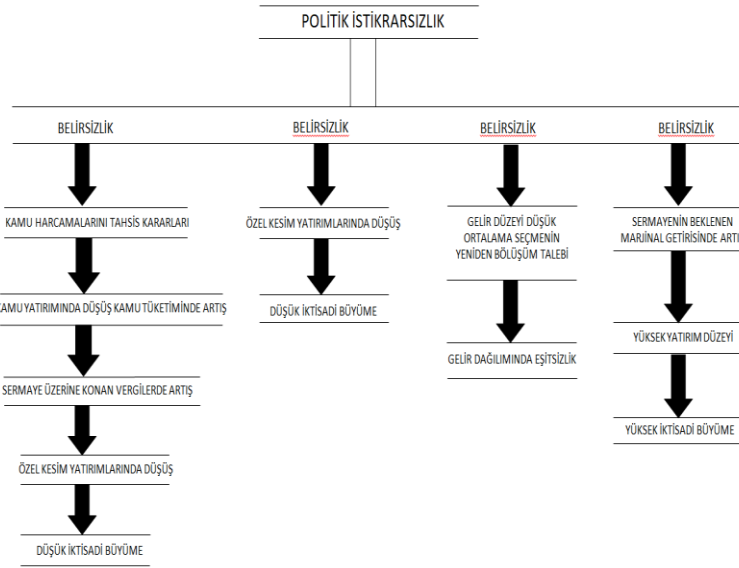 POLİTİK İSTİKRARSIZLIK
BELİRSİZLİK
BELİRSİZLİK
BELİRSİZLİK
BELİRSİZLİK
KAMU HARCAMALARINI TAHSİS KARARLARI
KAMU YATIRIMINDA DÜŞÜŞ KAMU TÜKETİMİNDE ARTIŞ
SERMAYE ÜZERİNE KONAN VERGİLERDE ARTIŞ
ÖZEL KESİM YATIRIMLARINDA DÜŞÜŞ
DÜŞÜK İKTİSADİ BÜYÜME
ÖZEL KESİM YATIRIMLARINDA DÜŞÜŞ
DÜŞÜK İKTİSADİ BÜYÜME
GELİR DÜZEYİ DÜŞÜK
ORTALAMA SEÇMENİN
YENİDEN BÖLÜŞÜM TALEBİ
GELİR DAĞILIMINDA EŞİTSİZLİK
SERMAYENİN BEKLENEN
MARJİNAL GETİRİSİNDE ARTI
YÜKSEK YATIRIM DÜZEYİ
YÜKSEK İKTİSADİ BÜYÜME